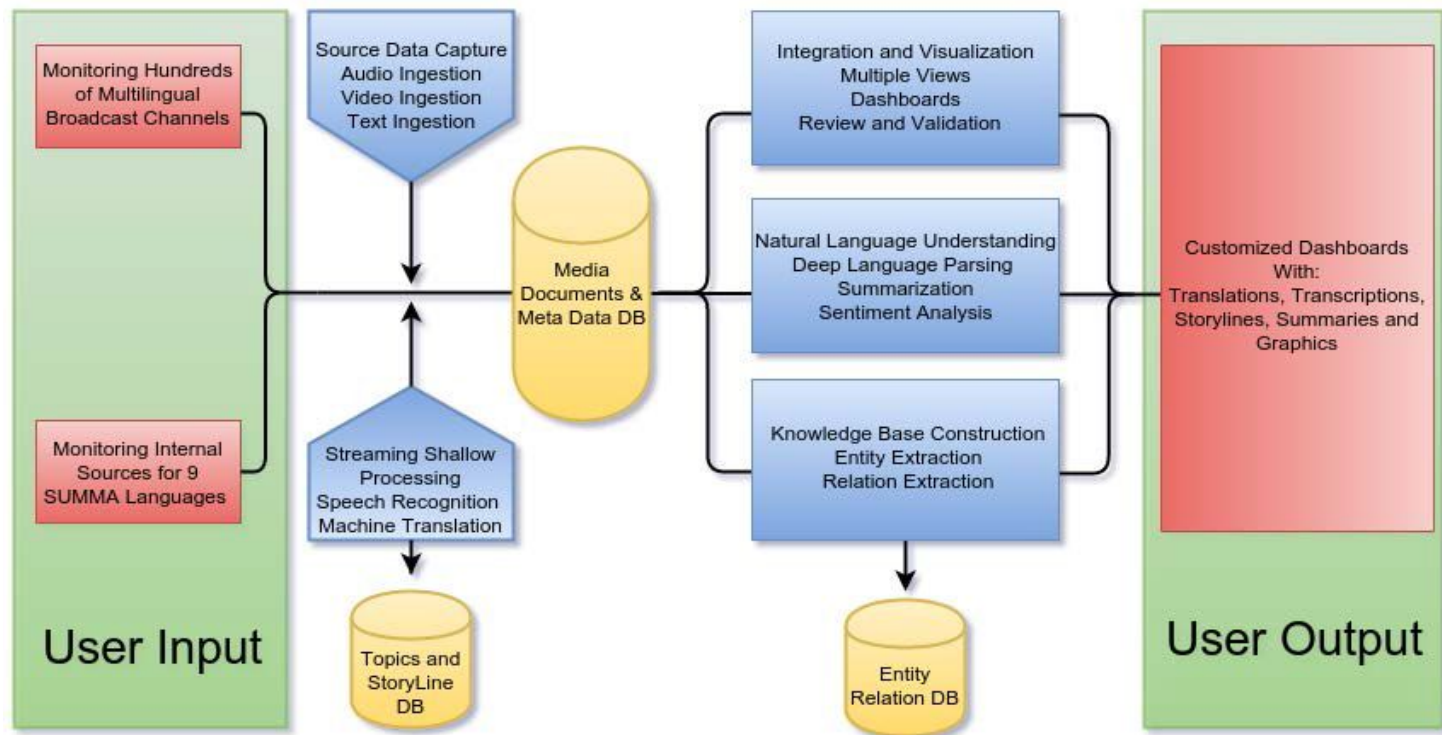 Monitoring Hundreds
of Multilingual
Broadcast Channels
Monitoring Internal
Sources for 9
SUMMA Languages
User Input
Source Data Capture
Audio Ingestion
Video Ingestion
Text Ingestion
Streaming Shallow
Processing
Speech Recognition
Machine Translation
Topics and
StoryLine
DB
Media
Documents &
Meta Data DB
Integration and Visualization
Multiple Views
Dashboards
Review and Validation
Natural Language Understanding
Deep Language Parsing
Summarization
Sentiment Analysis
Knowledge Base Construction
Entity Extraction
Relation Extraction
Entity
Relation DB
Customized Dashboards
With:
Translations, Transcriptions,
Storylines, Summaries and
Graphics
User Output